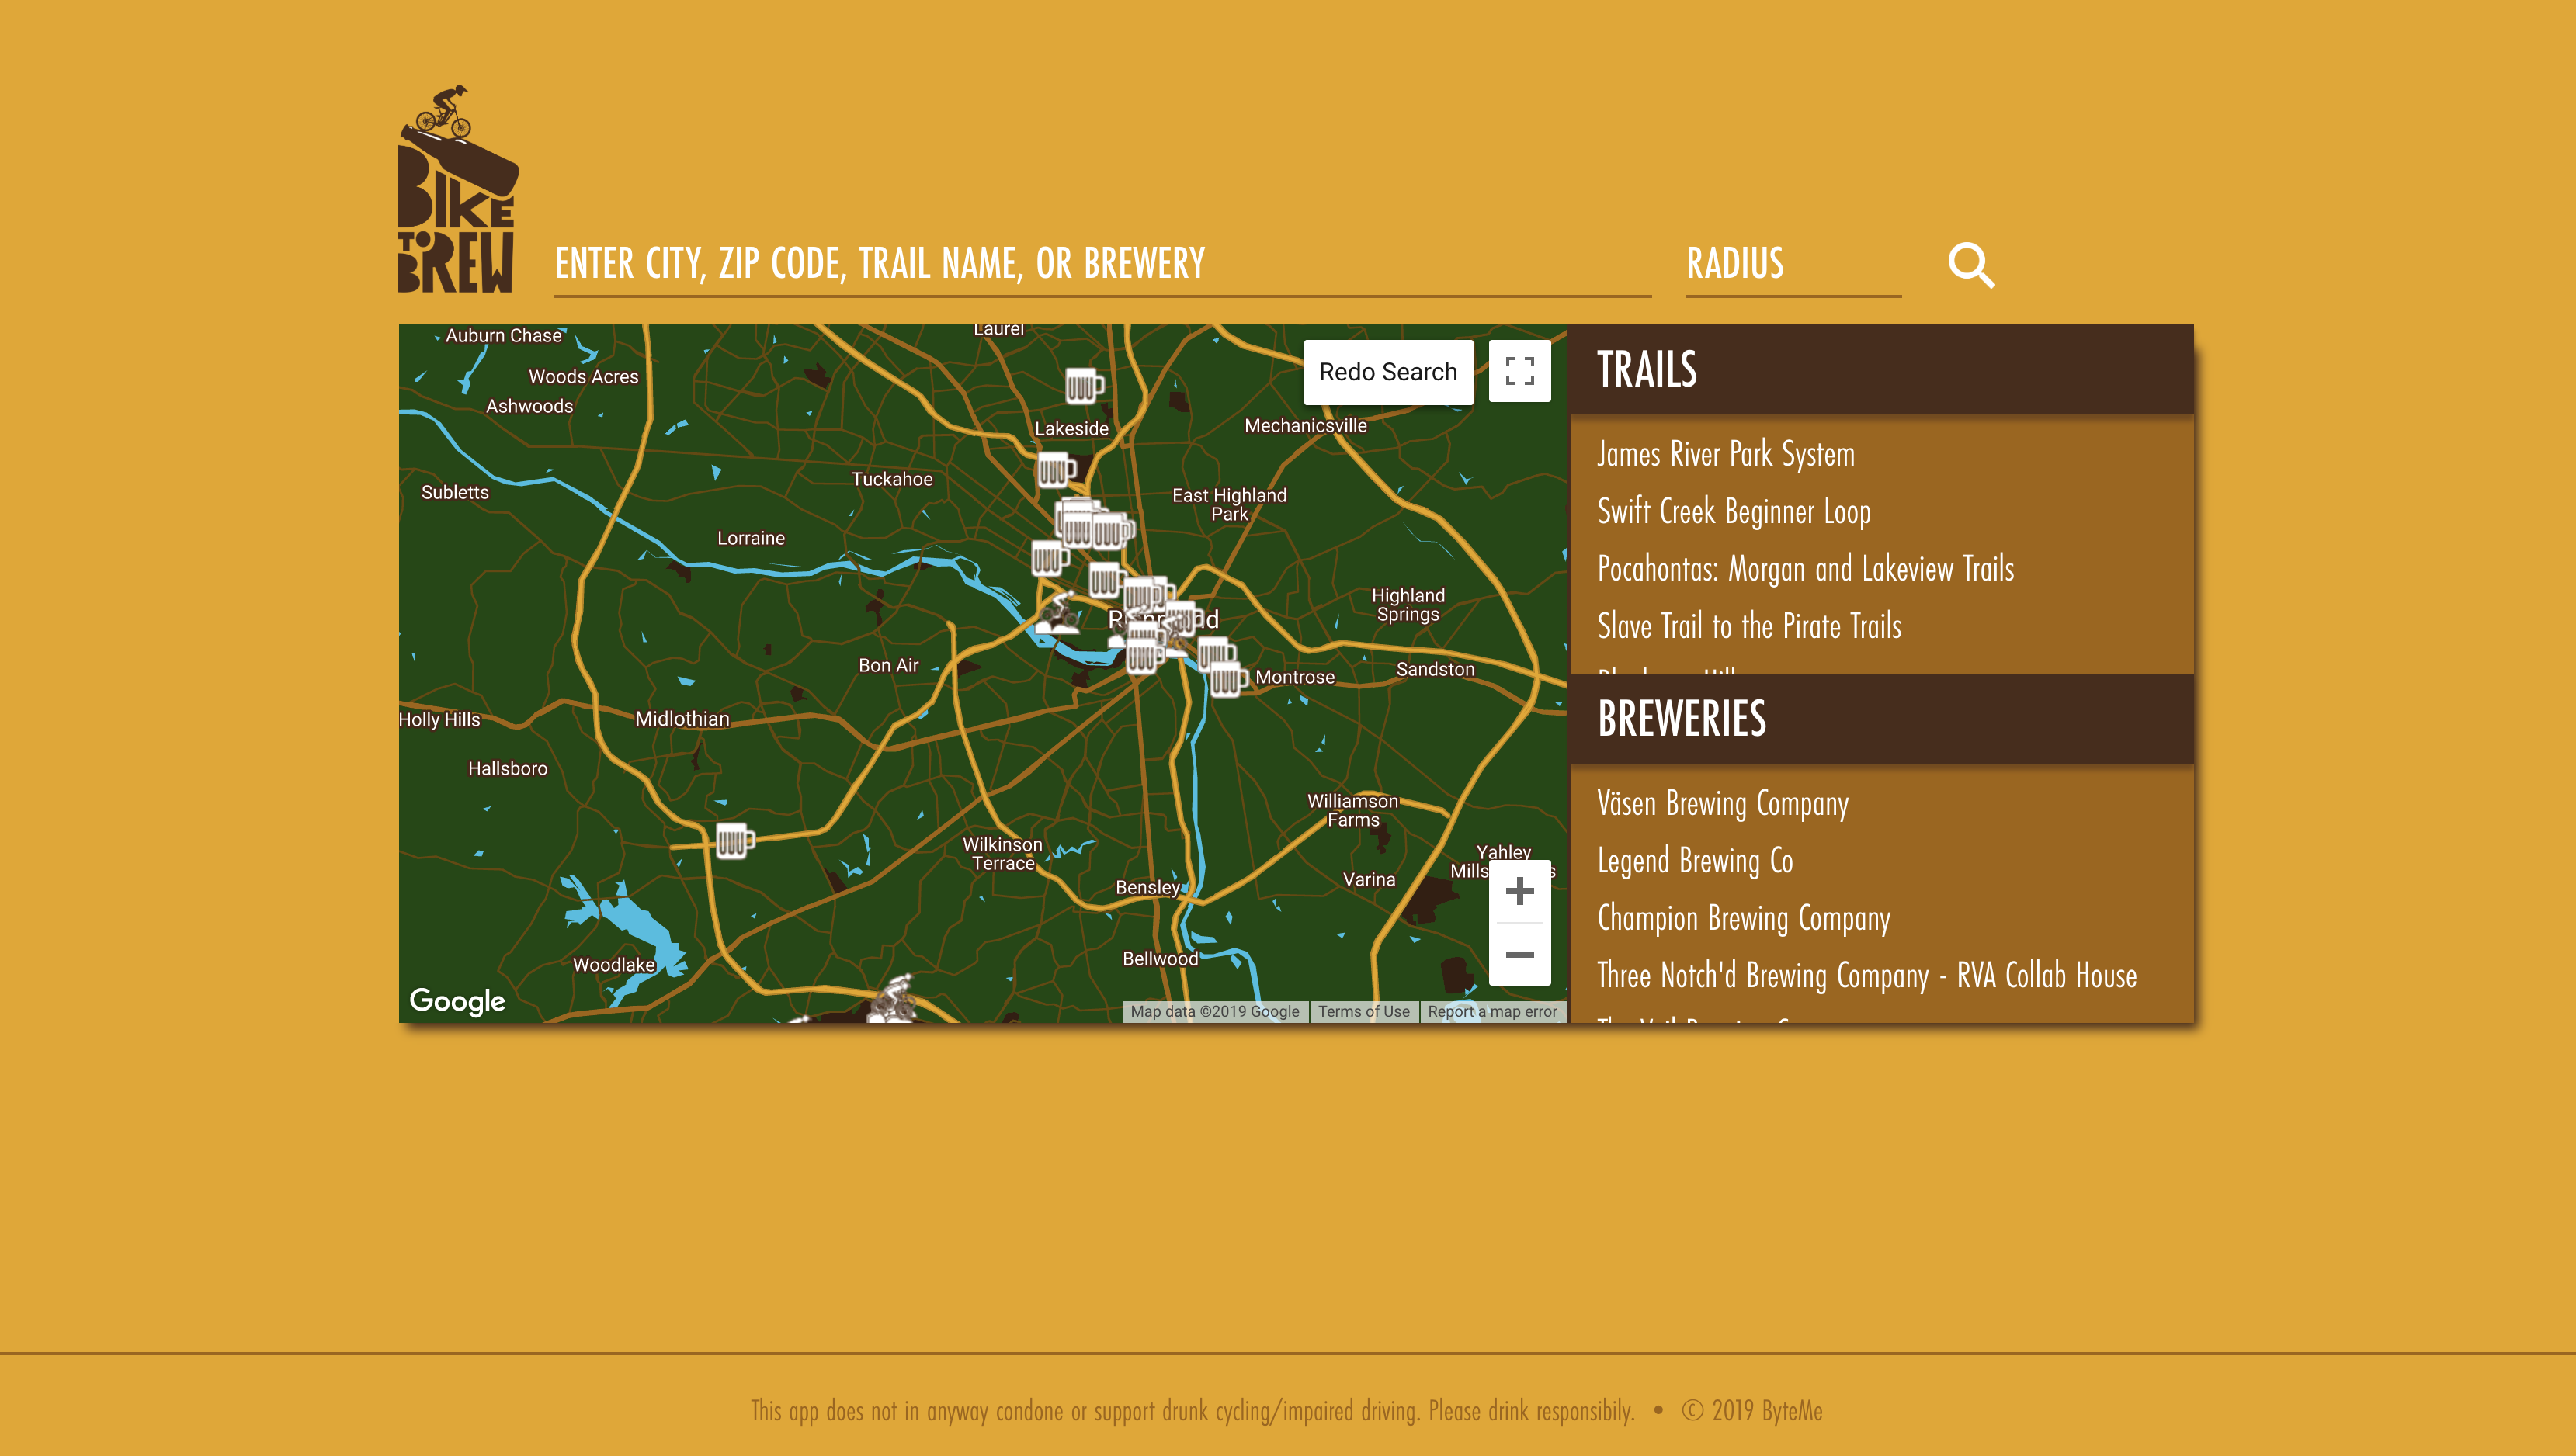 BIKE
TO
BREW
ENTER CITY, ZIP CODE, TRAIL NAME, OR BREWERY
RADIUS
Auburn Chase
Laurel
Woods Acres
Ashwoods
Redo Search
Lakeside
Mechanicsville
Tuckahoe
Subletts
East Highland
Park
Lorraine
Highland
Springs
Bon Air
Sandston
Montrose
Holly Hills
Midlothian
Hallsboro
Williamson
Farms
Wilkinson
Terrace
Yahley
Varina
Bensley
Woodlake
Bellwood
Google
Map data ©2019 Google
Terms of Use
Report a map error
TRAILS
James River Park System
Swift Creek Beginner Loop
Pocahontas: Morgan and Lakeview Trails
Slave Trail to the Pirate Trails
BREWERIES
Väsen Brewing Company
Legend Brewing Co
Champion Brewing Company
Three Notch'd Brewing Company - RVA Collab House
This app does not in anyway condone or support drunk cycling/impaired driving. Please drink responsibily. • © 2019 ByteMe